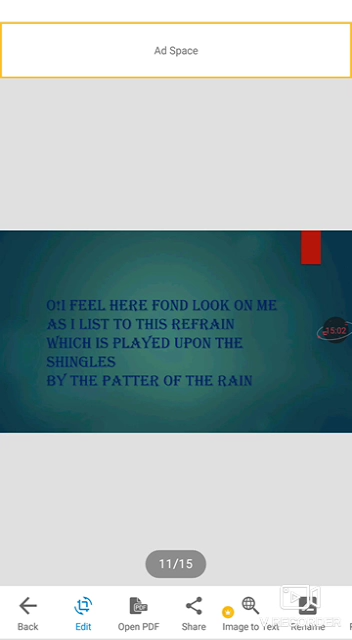 Ad Space
O!I FEEL HERE FOND LOOK ON ME
AS I LIST TO THIS REFRAIN
WHICH IS PLAYED UPON THE
SHINGLES
BY THE PATTER OF THE RAIN
15:02
11/15
Back
Edit
PDF
Open PDF
Share
Image to Text
Rename
V RECORDER